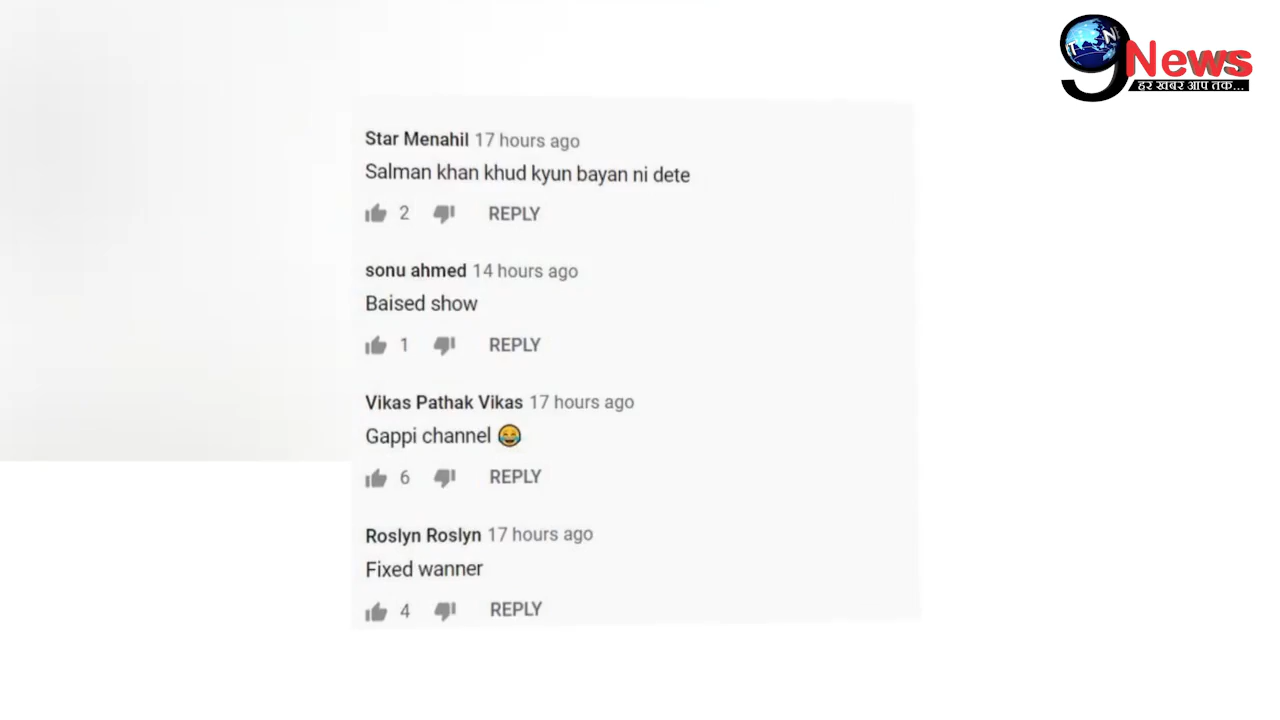 TNI
9News
हर खबर आप तक...
Star Menahil 17 hours ago
Salman khan khud kyun bayan ni dete
2 REPLY
sonu ahmed 14 hours ago
Baised show
1 REPLY
Vikas Pathak Vikas 17 hours ago
Gappi channel 😂
6 REPLY
Roslyn Roslyn 17 hours ago
Fixed wanner
4 REPLY